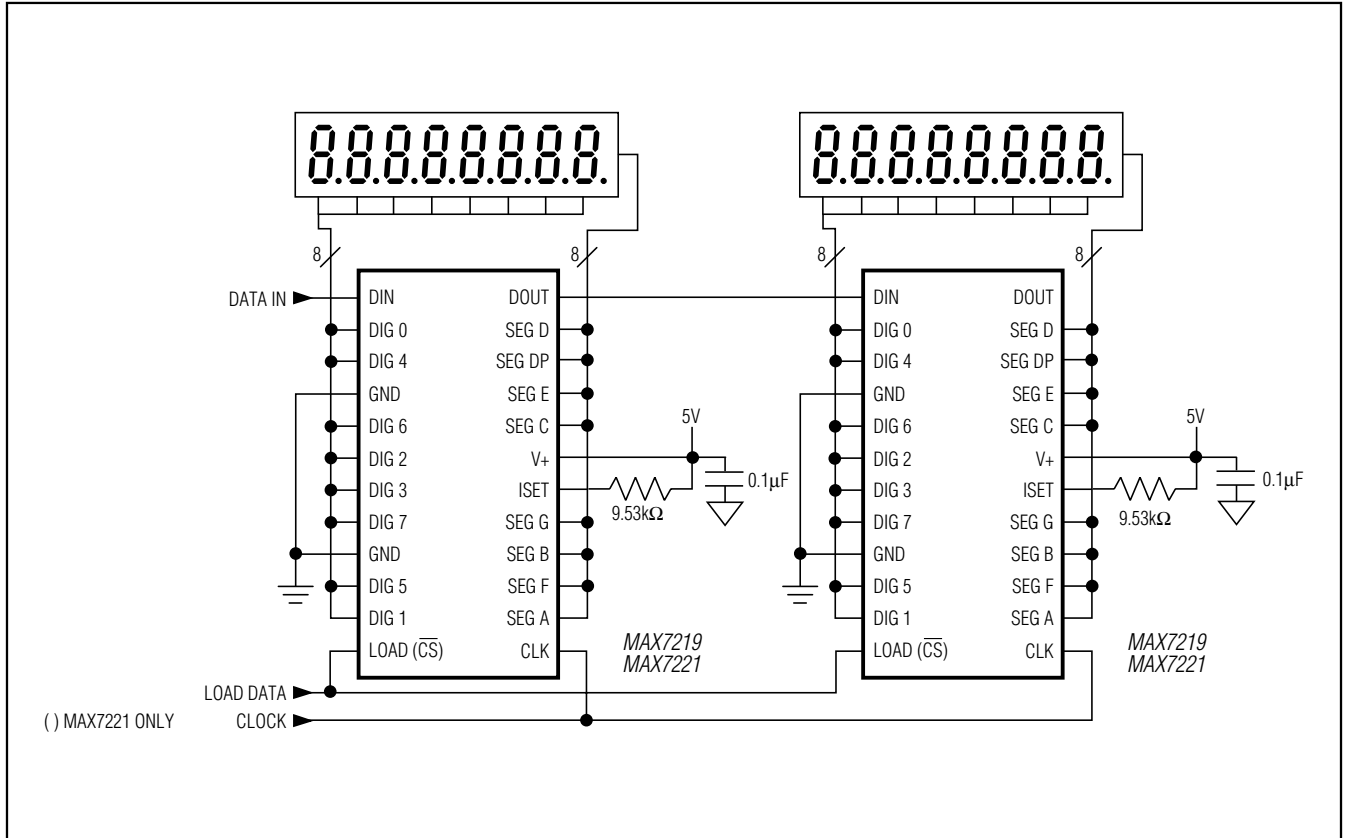 8.8.8.8.8.8.8.8.
8.8.8.8.8.8.8.8.
8
8
8
8
DATA IN
DIN
DOUT
DIG 0
SEG D
DIG 4
SEG DP
GND
SEG E
DIG 6
SEG C
DIG 2
V+
DIG 3
ISET
DIG 7
SEG G
GND
SEG B
DIG 5
SEG F
DIG 1
SEG A
LOAD (C̅S̅)
CLK
5V
0.1μF
9.53kΩ
MAX7219
MAX7221
DIN
DOUT
DIG 0
SEG D
DIG 4
SEG DP
GND
SEG E
DIG 6
SEG C
DIG 2
V+
DIG 3
ISET
DIG 7
SEG G
GND
SEG B
DIG 5
SEG F
DIG 1
SEG A
LOAD (C̅S̅)
CLK
5V
0.1μF
9.53kΩ
MAX7219
MAX7221
LOAD DATA
( ) MAX7221 ONLY
CLOCK